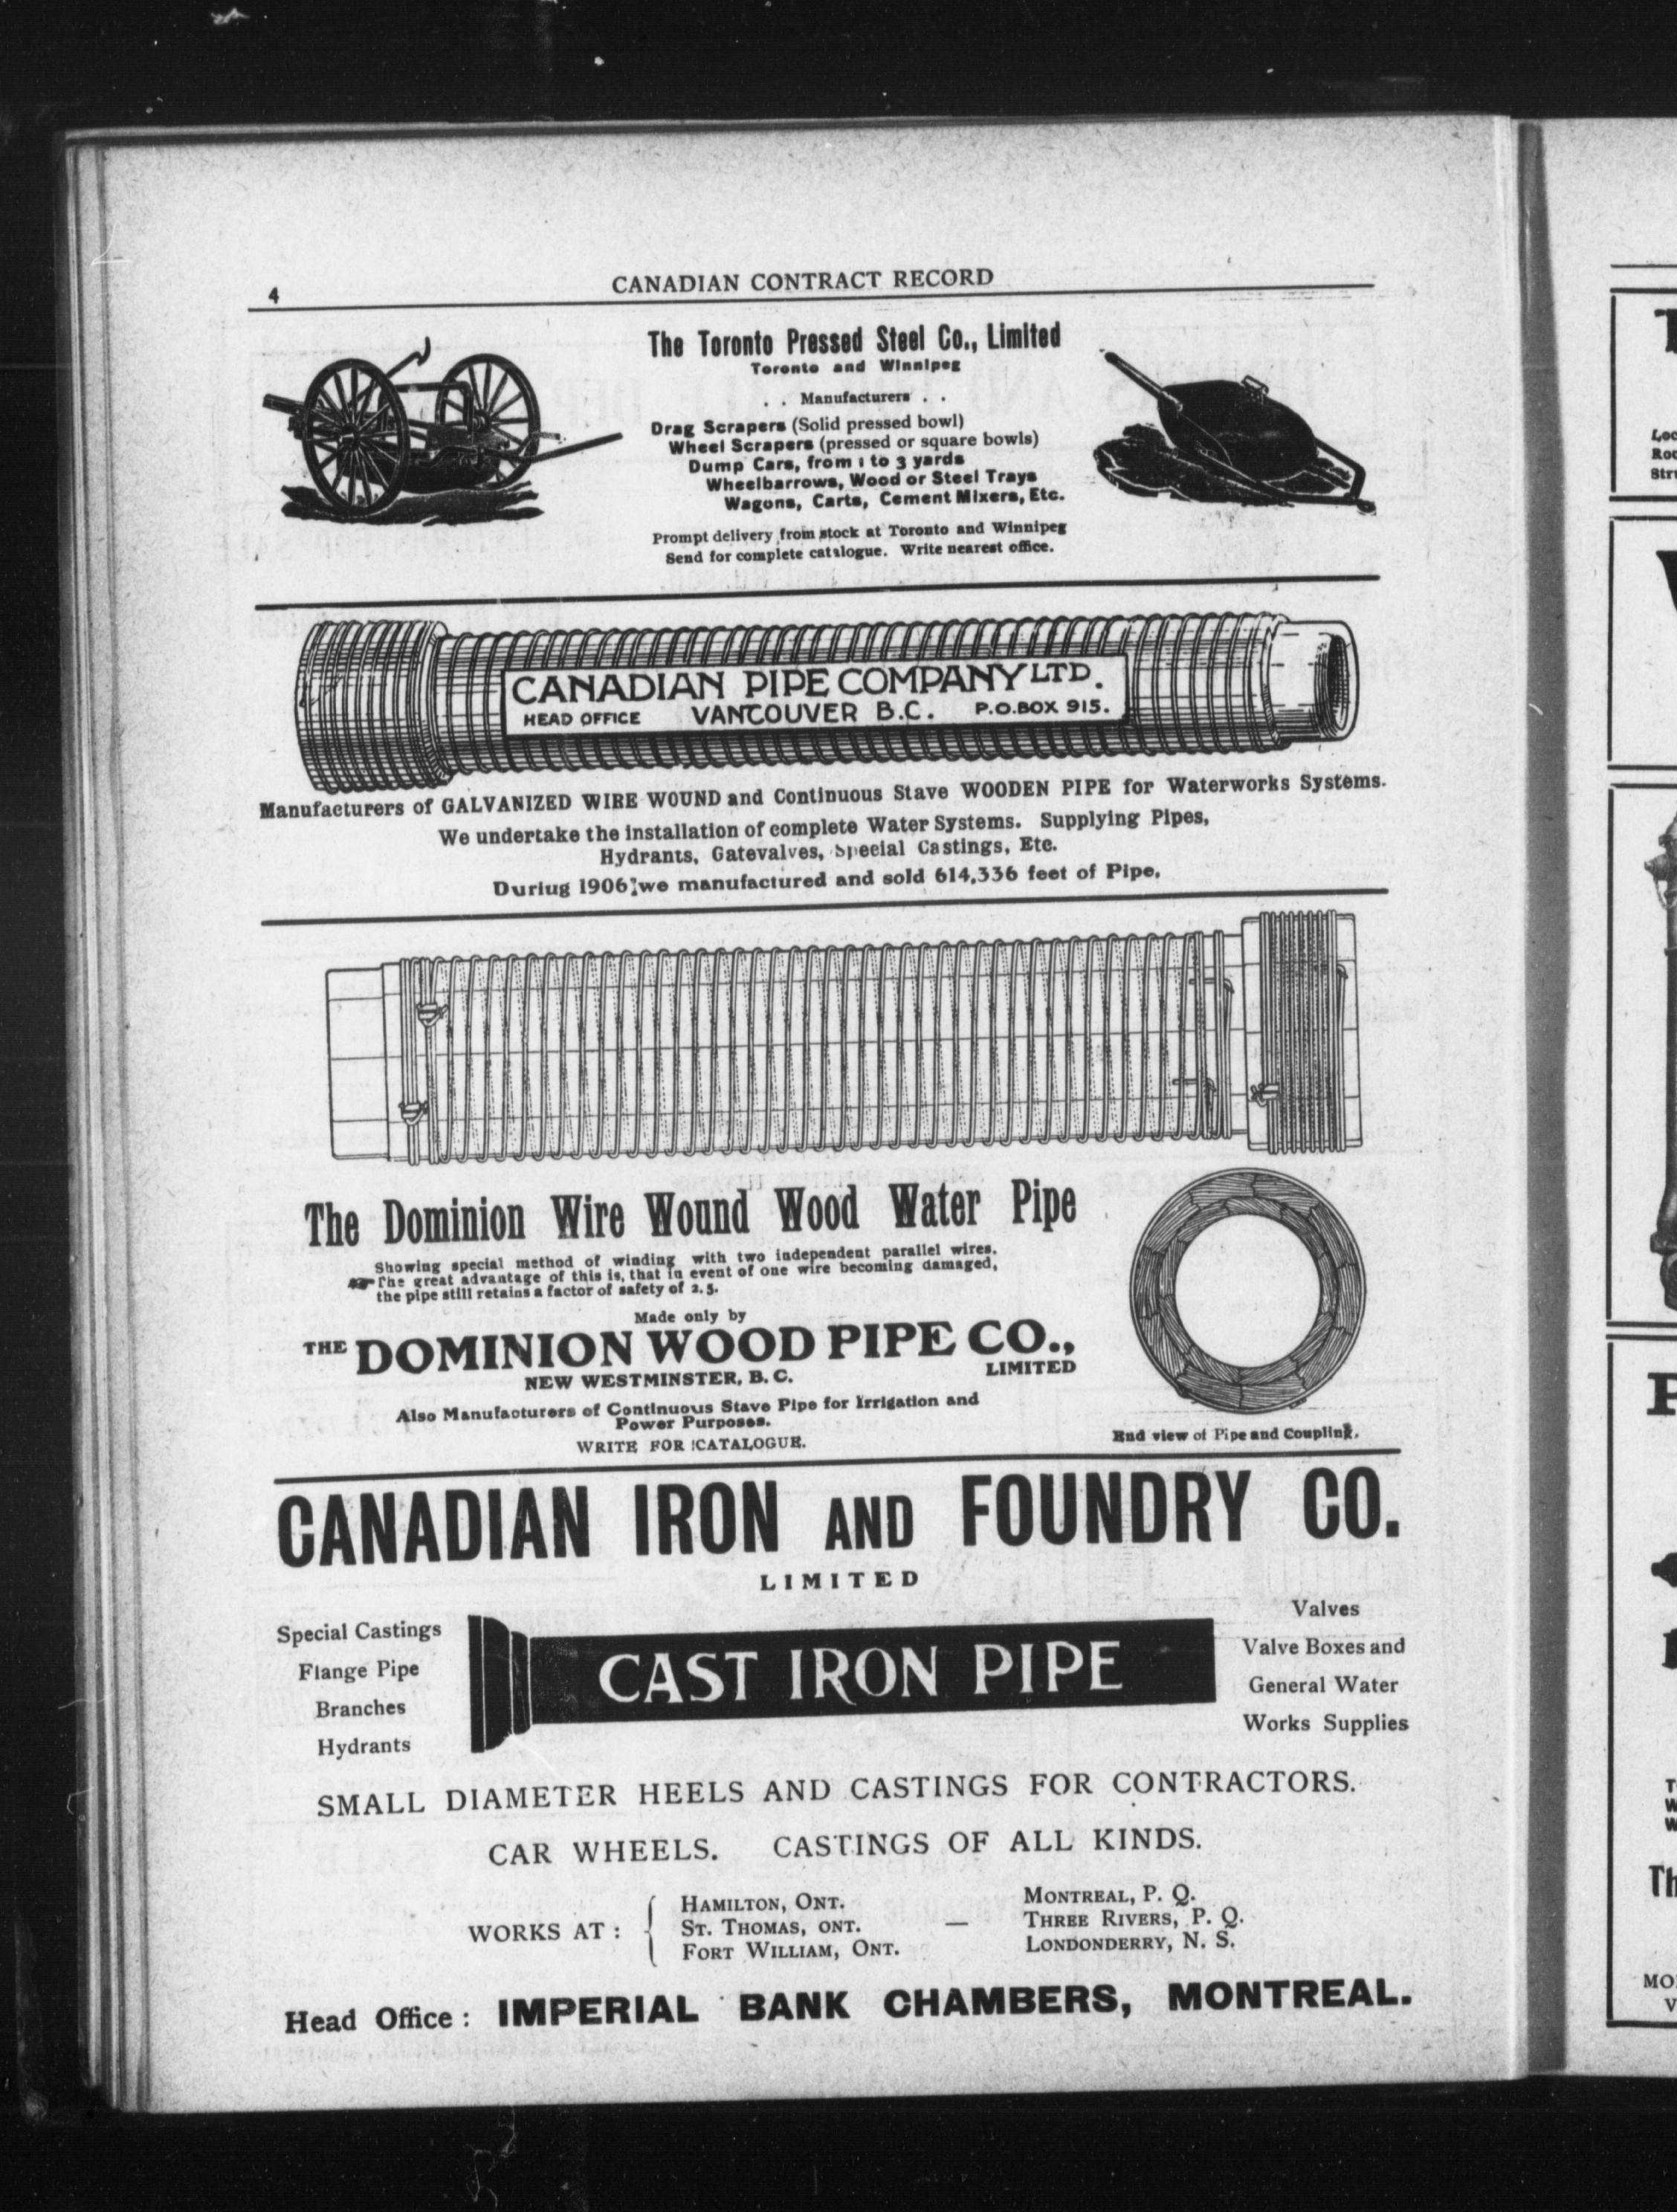 4
CANADIAN CONTRACT RECORD
The Toronto Pressed Steel Co., Limited
Toronto and Winnipeg
. . Manufacturers . .
Drag Scrapers (Solid pressed bowl)
Wheel Scrapers (pressed or square bowls)
Dump Cars, from 1 to 3 yards
Wheelbarrows, Wood or Steel Trays
Wagons, Carts, Cement Mixers, Etc.
Prompt delivery from stock at Toronto and Winnipeg
Send for complete catalogue. Write nearest office.
CANADIAN PIPE COMPANY LTD.
HEAD OFFICE VANCOUVER B.C. P.O.BOX 915.
Manufacturers of GALVANIZED WIRE WOUND and Continuous Stave WOODEN PIPE for Waterworks Systems.
We undertake the installation of complete Water Systems. Supplying Pipes,
Hydrants, Gatevalves, Special Castings, Etc.
Duriug 1906 we manufactured and sold 614,336 feet of Pipe,
The Dominion Wire Wound Wood Water Pipe
Showing special method of winding with two independent parallel wires.
The great advantage of this is, that in event of one wire becoming damaged,
the pipe still retains a factor of safety of 2.5.
Made only by
THE DOMINION WOOD PIPE CO.,
LIMITED
NEW WESTMINSTER, B. C.
Also Manufacturers of Continuous Stave Pipe for Irrigation and
Power Purposes.
WRITE FOR CATALOGUE.
End view of Pipe and Coupling.
CANADIAN IRON AND FOUNDRY CO.
LIMITED
Special Castings
Flange Pipe
Branches
Hydrants
CAST IRON PIPE
Valves
Valve Boxes and
General Water
Works Supplies
SMALL DIAMETER HEELS AND CASTINGS FOR CONTRACTORS.
CAR WHEELS. CASTINGS OF ALL KINDS.
WORKS AT :
HAMILTON, ONT.
ST. THOMAS, ONT.
FORT WILLIAM, ONT.
—
MONTREAL, P. Q.
THREE RIVERS, P. Q.
LONDONDERRY, N. S.
Head Office : IMPERIAL BANK CHAMBERS, MONTREAL.